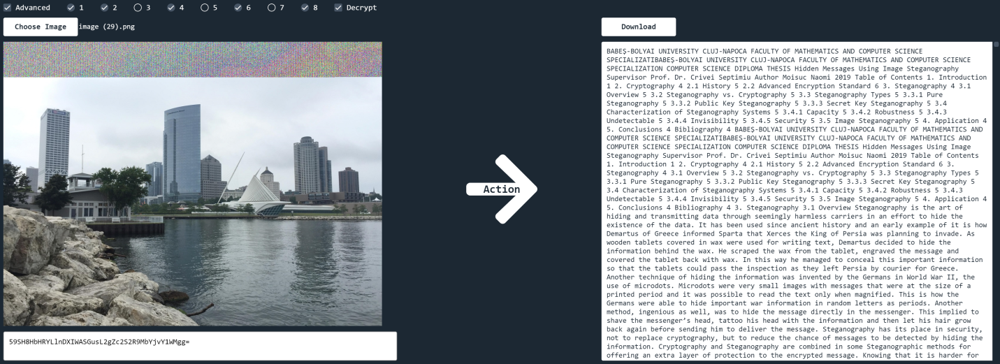 Advanced 1 2 3 4 5 6 7 8 Decrypt
Choose Image image (29).png
Download
BABEŞ-BOLYAI UNIVERSITY CLUJ-NAPOCA FACULTY OF MATHEMATICS AND COMPUTER SCIENCE
SPECIALIZATIBABEŞ-BOLYAI UNIVERSITY CLUJ-NAPOCA FACULTY OF MATHEMATICS AND COMPUTER SCIENCE
SPECIALIZATION COMPUTER SCIENCE DIPLOMA THESIS Hidden Messages Using Image Steganography
Supervisor Prof. Dr. Crivei Septimiu Author Moisuc Naomi 2019 Table of Contents 1. Introduction
1 2. Cryptography 4 2.1 History 5 2.2 Advanced Encryption Standard 6 3. Steganography 4 3.1
Overview 5 3.2 Steganography vs. Cryptography 5 3.3 Steganography Types 5 3.3.1 Pure
Steganography 5 3.3.2 Public Key Steganography 5 3.3.3 Secret Key Steganography 5 3.4
Characterization of Steganography Systems 5 3.4.1 Capacity 5 3.4.2 Robustness 5 3.4.3
Undetectable 5 3.4.4 Invisibility 5 3.4.5 Security 5 3.5 Image Steganography 5 4. Application 4
5. Conclusions 4 Bibliography 4 BABEŞ-BOLYAI UNIVERSITY CLUJ-NAPOCA FACULTY OF MATHEMATICS AND
COMPUTER SCIENCE SPECIALIZATIBABEŞ-BOLYAI UNIVERSITY CLUJ-NAPOCA FACULTY OF MATHEMATICS AND
COMPUTER SCIENCE SPECIALIZATION COMPUTER SCIENCE DIPLOMA THESIS Hidden Messages Using Image
Steganography Supervisor Prof. Dr. Crivei Septimiu Author Moisuc Naomi 2019 Table of Contents
1. Introduction 1 2. Cryptography 4 2.1 History 5 2.2 Advanced Encryption Standard 6 3.
Steganography 4 3.1 Overview 5 3.2 Steganography vs. Cryptography 5 3.3 Steganography Types 5
3.3.1 Pure Steganography 5 3.3.2 Public Key Steganography 5 3.3.3 Secret Key Steganography 5
3.4 Characterization of Steganography Systems 5 3.4.1 Capacity 5 3.4.2 Robustness 5 3.4.3
Undetectable 5 3.4.4 Invisibility 5 3.4.5 Security 5 3.5 Image Steganography 5 4. Application 4
5. Conclusions 4 Bibliography 4 3. Steganography 3.1 Overview Steganography is the art of
hiding and transmitting data through seemingly harmless carriers in an effort to hide the
existence of the data. It has been used since ancient history and an early example of it is how
Demartus of Greece informed Sparta that Xerces the King of Persia was planning to invade. As
wooden tablets covered in wax were used for writing text, Demartus decided to hide the
information behind the wax. He scraped the wax from the tablet, engraved the message and
covered the tablet back with wax. In this way he managed to conceal this important information
so that the tablets could pass the inspection as they left Persia by courier for Greece.
Another technique of hiding the information was invented by the Germans in World War II, the
use of microdots. Microdots were very small images with messages that were at the size of a
printed period and it was possible to read the text only when magnified. This is how the
Germans were able to hide important war information in random letters as periods. Another
method, ingenious as well, was to hide the message directly in the messenger. This implied to
shave the messenger’s head, tattoo his head with the information and then let his hair grow
back again before sending him to deliver the message. Steganography has its place in security,
not to replace cryptography, but to reduce the chance of messages to be detected by hiding the
information. Cryptography and Steganography are combined in some Steganographic methods for
offering an extra layer of protection to the encrypted message. Knowing that it is harder for
Action
59SH8HbHRYLlnDXIWASGusL2gZc2S2R9MbYjvY1WMgg=